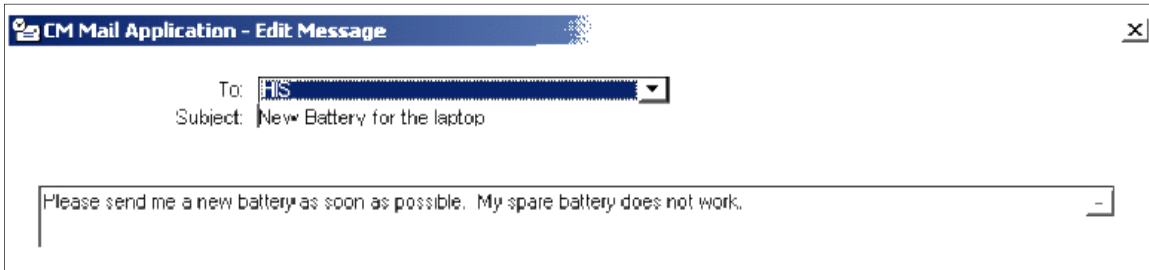 CM Mail Application - Edit Message
To: HIS
Subject: New Battery for the laptop
Please send me a new battery as soon as possible. My spare battery does not work.